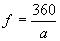 f = 360/a